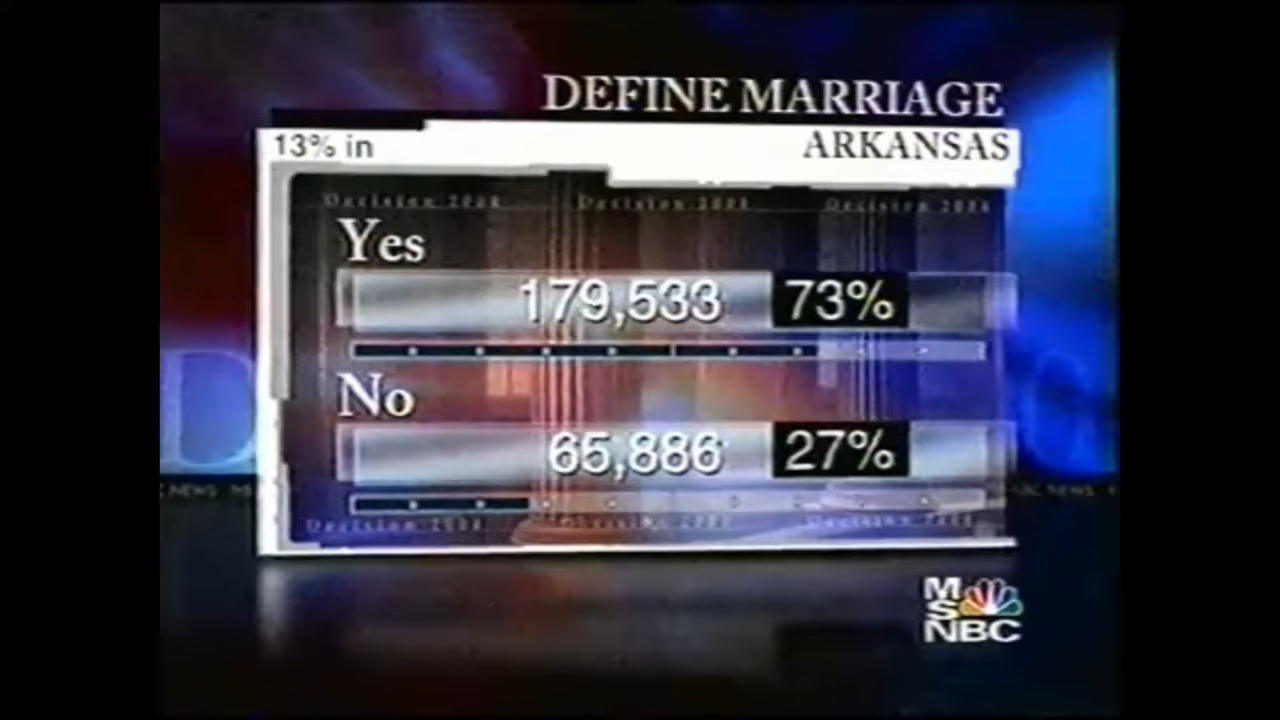 DEFINE MARRIAGE
13% in
ARKANSAS
Yes
179,533 73%
No
65,886 27%
MSNBC